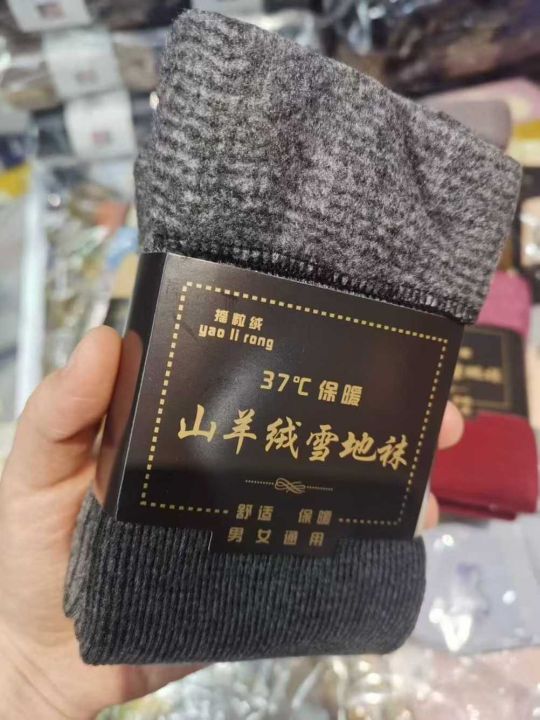 摇粒绒
yao li rong
37℃ 保暖
山羊绒雪地袜
舒适 保暖
男女通用